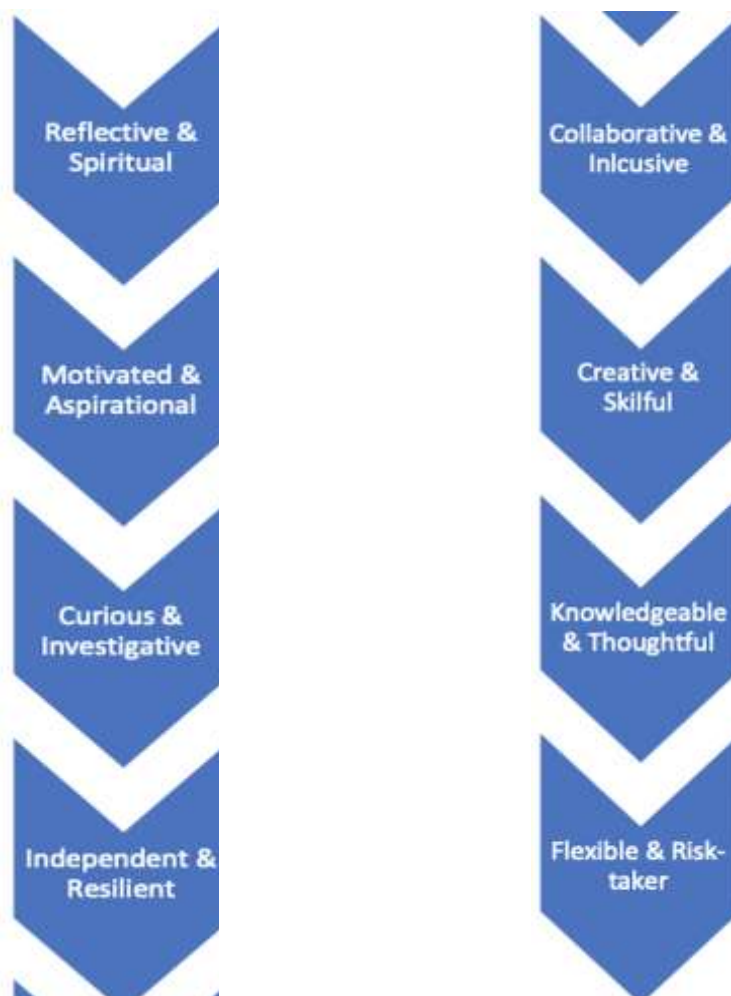 Reflective &
Spiritual
Motivated &
Aspirational
Curious &
Investigative
Independent &
Resilient
Collaborative &
Inlcusive
Creative &
Skilful
Knowledgeable
& Thoughtful
Flexible & Risk-
taker